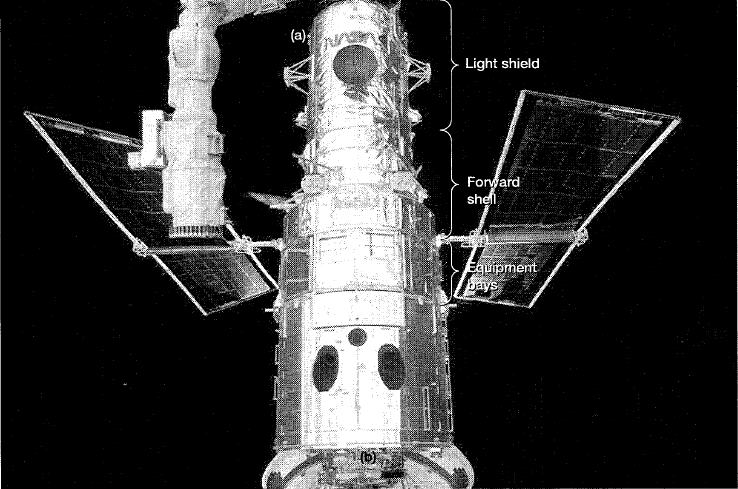 (a)
Light shield
Forward
shell
Equipment
bays
(b)